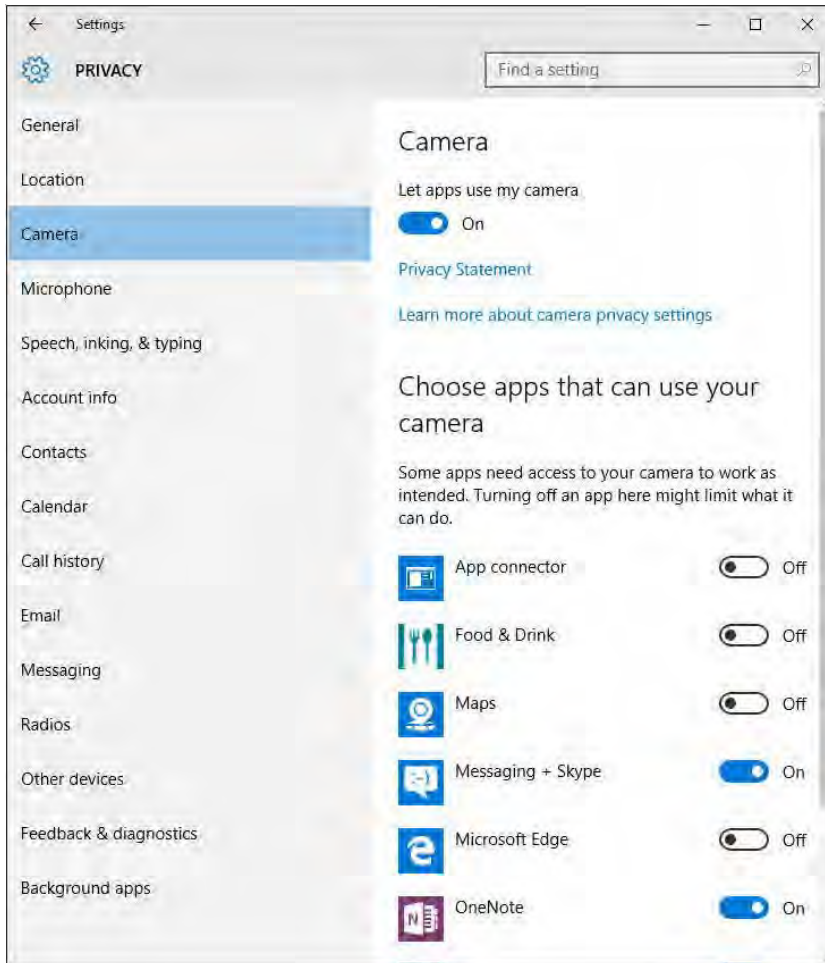 Settings
PRIVACY
Find a setting
General
Location
Camera
Microphone
Speech, inking, & typing
Account info
Contacts
Calendar
Call history
Email
Messaging
Radios
Other devices
Feedback & diagnostics
Background apps
Camera
Let apps use my camera
On
Privacy Statement
Learn more about camera privacy settings
Choose apps that can use your
camera
Some apps need access to your camera to work as
intended. Turning off an app here might limit what it
can do.
App connector Off
Food & Drink Off
Maps Off
Messaging + Skype On
Microsoft Edge Off
OneNote On